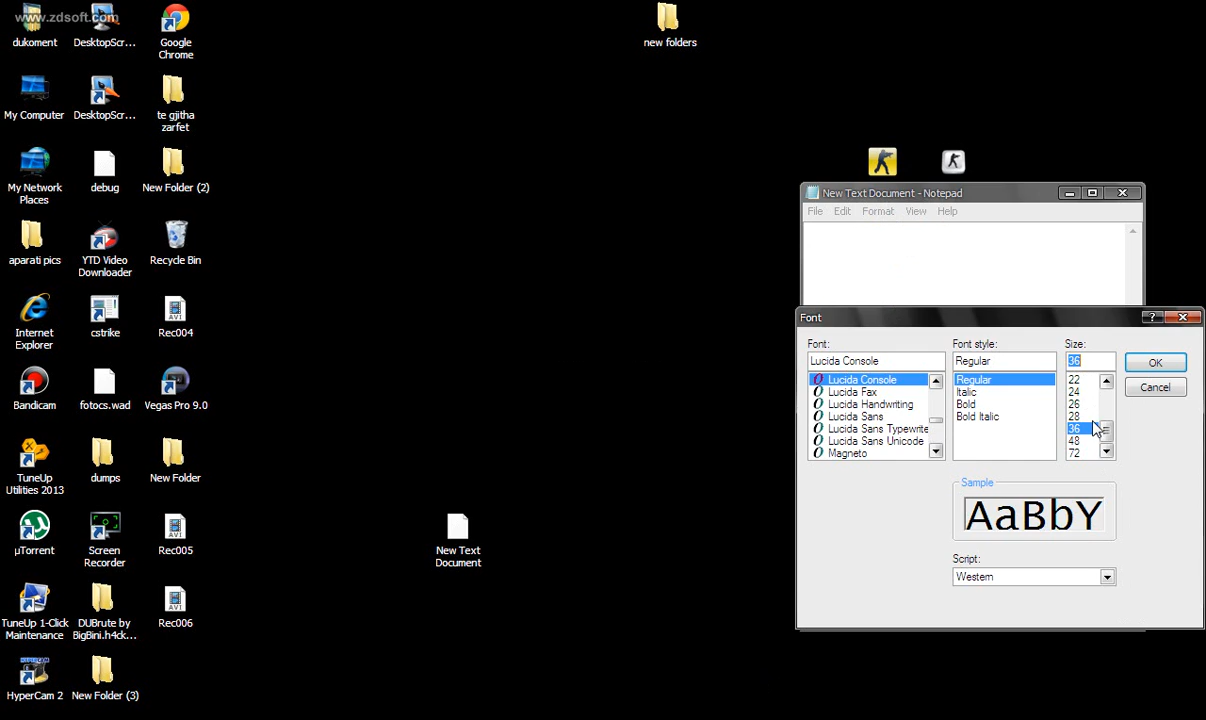 www.zdsoft.com
dukoment
DesktopScr...
Google
Chrome
new folders
My Computer
DesktopScr...
te gjitha
zarfet
My Network
Places
debug
New Folder (2)
aparati pics
YTD Video
Downloader
Recycle Bin
Internet
Explorer
cstrike
Rec004
Bandicam
fotocs.wad
Vegas Pro 9.0
TuneUp
Utilities 2013
dumps
New Folder
µTorrent
Screen
Recorder
Rec005
New Text
Document
TuneUp 1-Click
Maintenance
DUBrute by
BigBini.h4ck...
Rec006
HyperCam 2
New Folder (3)
New Text Document - Notepad
File Edit Format View Help
Font
Font: Font style: Size:
Lucida Console Regular 36 OK
Lucida Console Regular 22
Lucida Fax Italic 24 Cancel
Lucida Handwriting Bold 26
Lucida Sans Bold Italic 28
Lucida Sans Typewrite 36
Lucida Sans Unicode 48
Magneto 72
Sample
AaBbY
Script:
Western